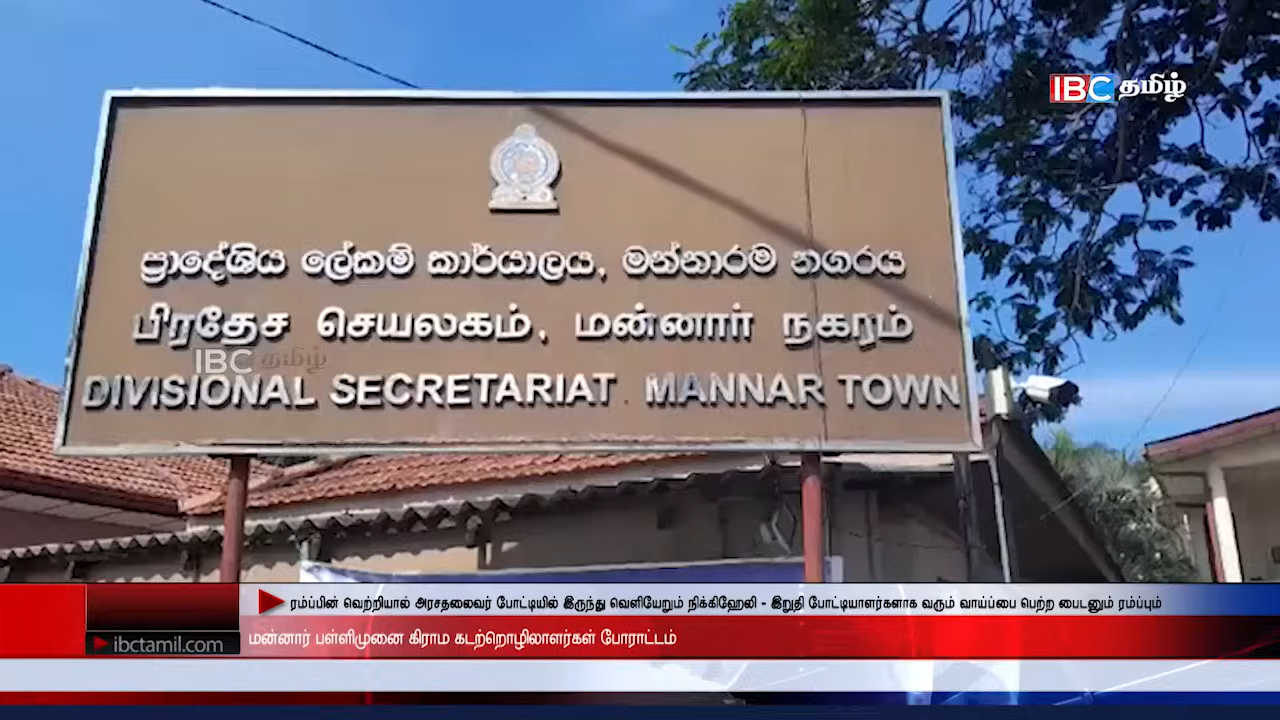 IBC தமிழ்
ප්‍රාදේශීය ලේකම් කාර්යාලය, මන්නාරම නගරය
பிரதேச செயலகம், மன்னார் நகரம்
IBC தமிழ்
DIVISIONAL SECRETARIAT MANNAR TOWN
ரம்ப்பின் வெற்றியால் அரசதலைவர் போட்டியில் இருந்து வெளியேறும் நிக்கிஹேலி - இறுதி போட்டியாளர்களாக வரும் வாய்ப்பை பெற்ற பைடனும் ரம்ப்பும்
மன்னார் பள்ளிமுனை கிராம கடற்றொழிலாளர்கள் போராட்டம்
ibctamil.com